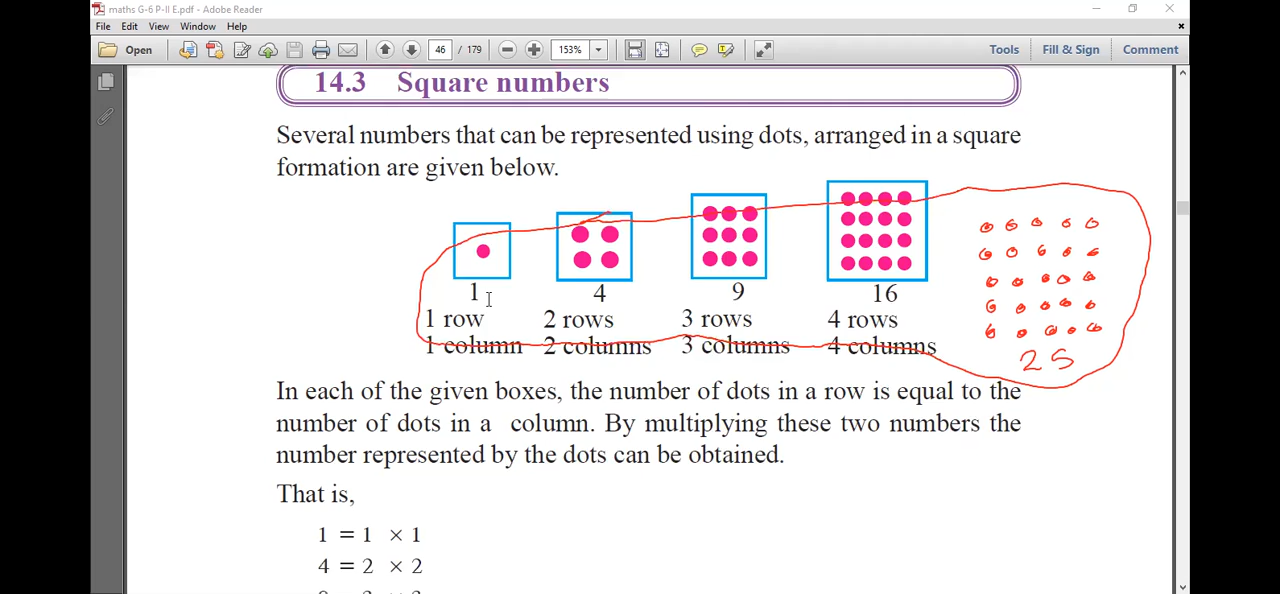 maths G-6 P-II E.pdf - Adobe Reader
File Edit View Window Help
Open 46 / 179 153% Tools Fill & Sign Comment
14.3 Square numbers
Several numbers that can be represented using dots, arranged in a square
formation are given below.
1 4 9 16
1 row 2 rows 3 rows 4 rows
1 column 2 columns 3 columns 4 columns
25
In each of the given boxes, the number of dots in a row is equal to the
number of dots in a column. By multiplying these two numbers the
number represented by the dots can be obtained.
That is,
1 = 1 × 1
4 = 2 × 2